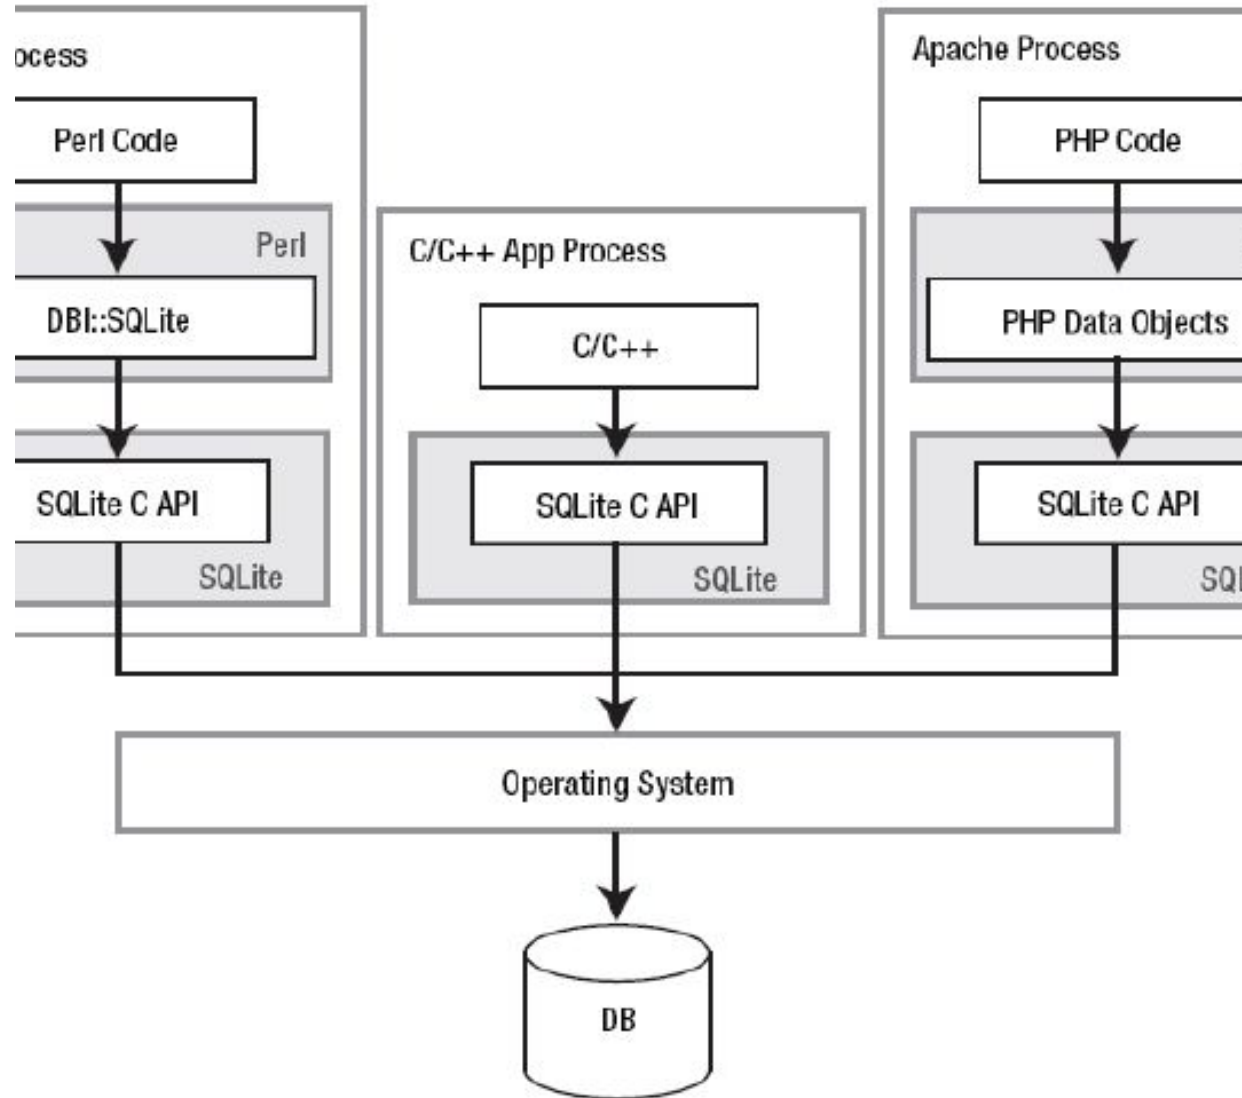 ocess
Perl Code
Perl
DBI::SQLite
SQLite C API
SQLite
C/C++ App Process
C/C++
SQLite C API
SQLite
Apache Process
PHP Code
PHP Data Objects
SQLite C API
SQL
Operating System
DB